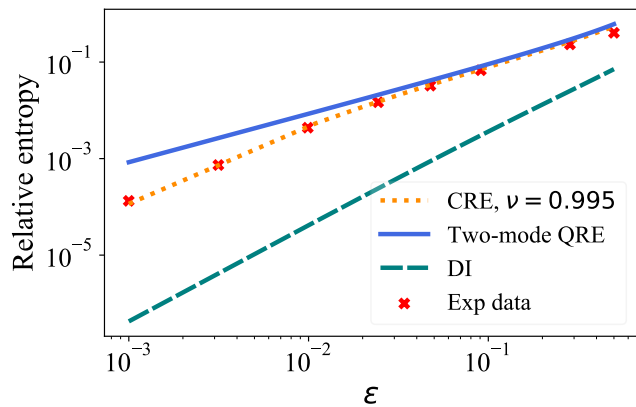 Relative entropy
10⁻¹
10⁻³
10⁻⁵
CRE, ν = 0.995
Two-mode QRE
DI
Exp data
10⁻³
10⁻²
10⁻¹
ε